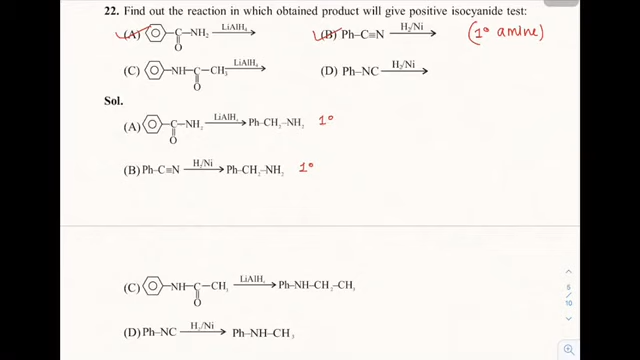 22. Find out the reaction in which obtained product will give positive isocyanide test:
(A) C–NH₂ O LiAlH₄ (B) Ph–C≡N H₂/Ni (1° amine)
(C) NH–C–CH₃ O LiAlH₄ (D) Ph–NC H₂/Ni
Sol.
(A) C–NH₂ O LiAlH₄ Ph–CH₂–NH₂ 1°
(B) Ph–C≡N H₂/Ni Ph–CH₂–NH₂ 1°
(C) NH–C–CH₃ O LiAlH₄ Ph–NH–CH₂–CH₃
(D) Ph–NC H₂/Ni Ph–NH–CH₃
8
/
10